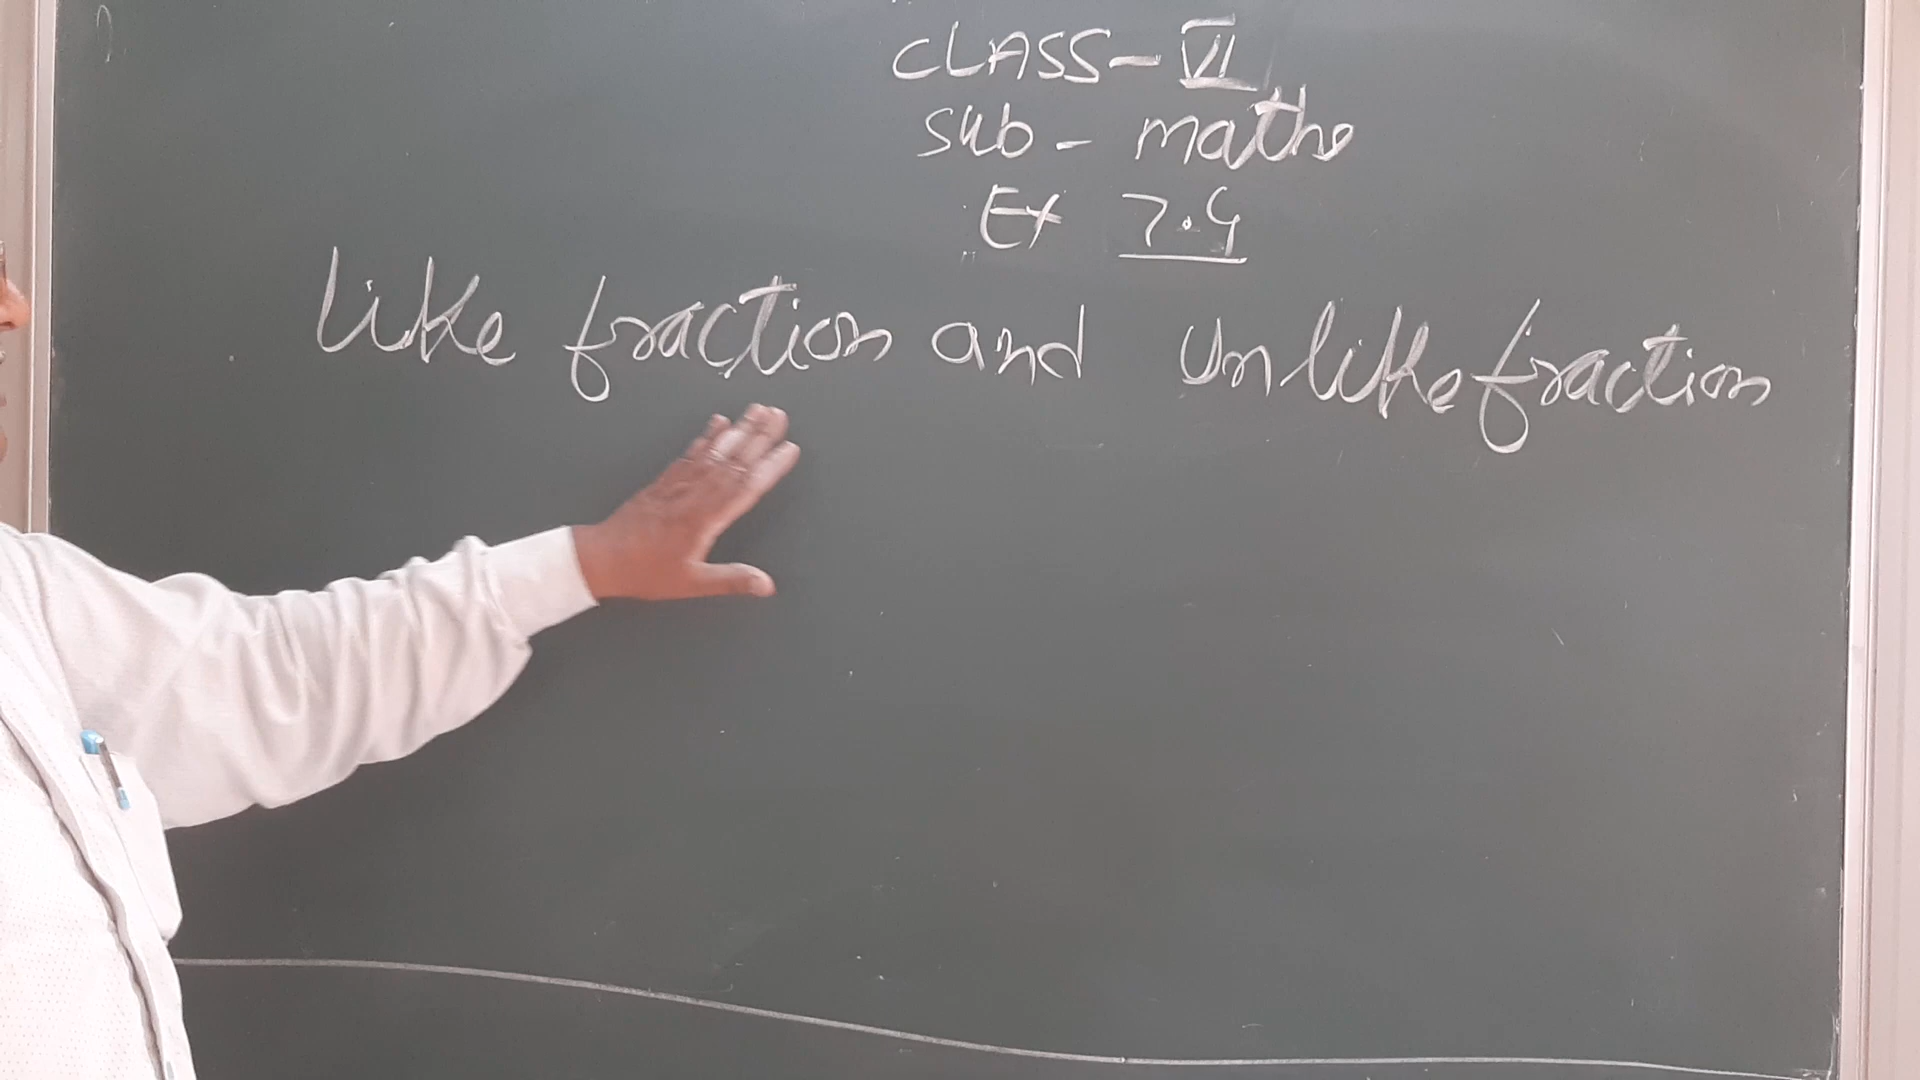 CLASS - VI
Sub - maths
Ex 7.4
Like fraction and Unlike fraction